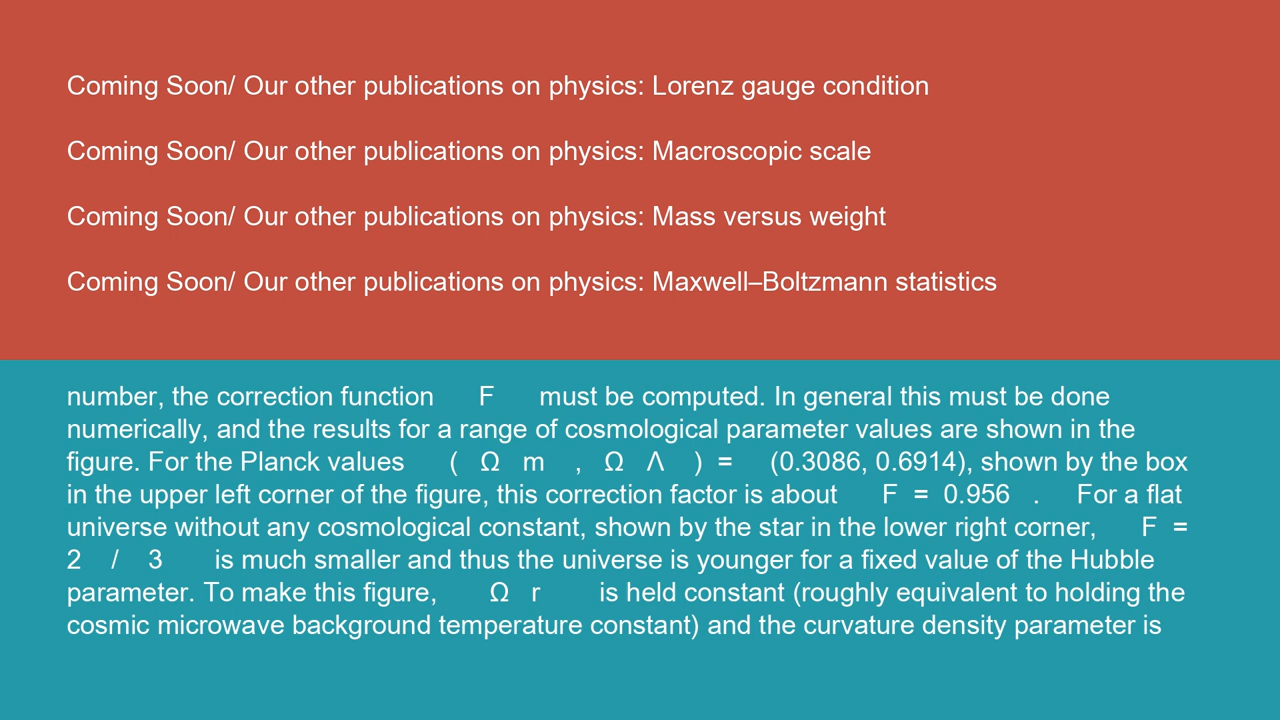 Coming Soon/ Our other publications on physics: Lorenz gauge condition
Coming Soon/ Our other publications on physics: Macroscopic scale
Coming Soon/ Our other publications on physics: Mass versus weight
Coming Soon/ Our other publications on physics: Maxwell–Boltzmann statistics
number, the correction function F must be computed. In general this must be done
numerically, and the results for a range of cosmological parameter values are shown in the
figure. For the Planck values ( Ω m , Ω Λ ) = (0.3086, 0.6914), shown by the box
in the upper left corner of the figure, this correction factor is about F = 0.956 . For a flat
universe without any cosmological constant, shown by the star in the lower right corner, F =
2 / 3 is much smaller and thus the universe is younger for a fixed value of the Hubble
parameter. To make this figure, Ω r is held constant (roughly equivalent to holding the
cosmic microwave background temperature constant) and the curvature density parameter is